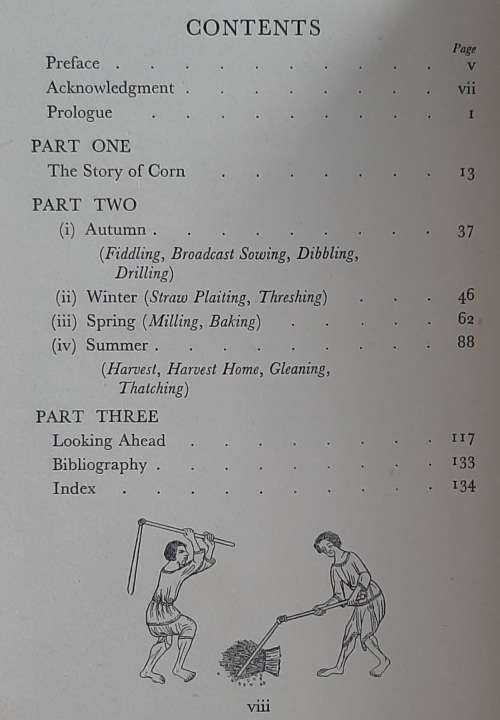 CONTENTS
Page
Preface . . . . . . . . . . v
Acknowledgment . . . . . . . . vii
Prologue . . . . . . . . . 1
PART ONE
The Story of Corn . . . . . . 13
PART TWO
(i) Autumn . . . . . . . . . 37
(Fiddling, Broadcast Sowing, Dibbling,
Drilling)
(ii) Winter (Straw Plaiting, Threshing) . . . 46
(iii) Spring (Milling, Baking) . . . . . 62
(iv) Summer . . . . . . . . . 88
(Harvest, Harvest Home, Gleaning,
Thatching)
PART THREE
Looking Ahead . . . . . . . . 117
Bibliography . . . . . . . . . 133
Index . . . . . . . . . . 134
viii